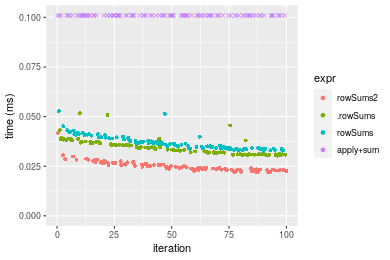 0.100
0.075
0.050
0.025
0.000
time (ms)
0
25
50
75
100
iteration
expr
rowSums2
.rowSums
rowSums
apply+sum